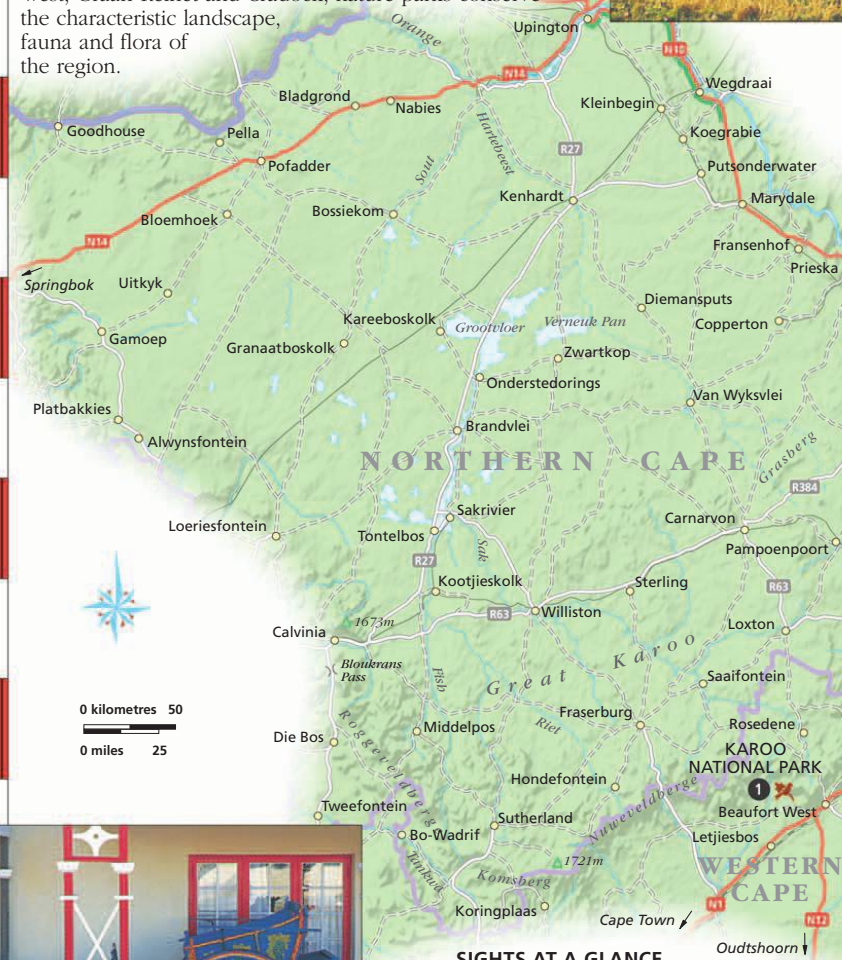 the characteristic landscape,
fauna and flora of
the region.
Orange
Upington
N10
N14
Wegdraai
Bladgrond
Nabies
Kleinbegin
Goodhouse
Pella
Hartebeest
Koegrabie
R27
Pofadder
Sout
Putsonderwater
Kenhardt
Marydale
Bloemhoek
Bossiekom
N14
Fransenhof
Prieska
Springbok
Uitkyk
Diemansputs
Kareeboskolk
Grootvloer
Verneuk Pan
Copperton
Gamoep
Granaatboskolk
Zwartkop
Onderstedorings
Van Wyksvlei
Platbakkies
Brandvlei
Alwynsfontein
NORTHERN CAPE
Grasberg
R384
Sakrivier
Loeriesfontein
Tontelbos
Carnarvon
Sak
Pampoenpoort
R27
Kootjieskolk
Sterling
R63
R63
Williston
Loxton
1673m
Calvinia
Bloukrans
Pass
Great Karoo
Fish
Saaifontein
0 kilometres 50
0 miles 25
Roggeveldberge
Fraserburg
Riet
Rosedene
Die Bos
Middelpos
KAROO
NATIONAL PARK
1
Hondefontein
Nuweveldberge
Beaufort West
Tweefontein
Sutherland
Bo-Wadrif
Letjiesbos
Tankwa
1721m
WESTERN
CAPE
Komsberg
Koringplaas
N1
Cape Town
N12
Oudtshoorn
SIGHTS AT A GLANCE